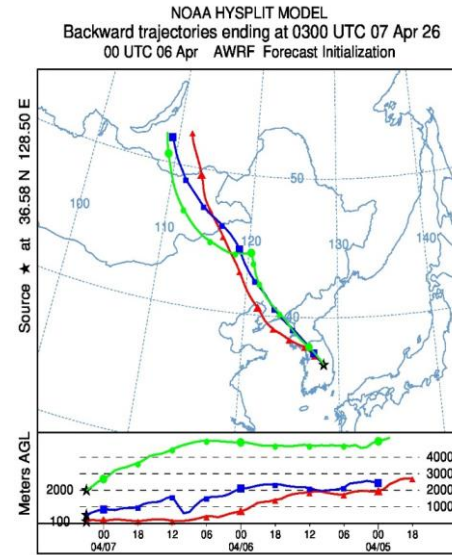 NOAA HYSPLIT MODEL
Backward trajectories ending at 0300 UTC 07 Apr 26
00 UTC 06 Apr AWRF Forecast Initialization
Source ★ at 36.58 N 128.50 E
100
110
120
130
140
50
40
Meters AGL
2000
100
4000
3000
2000
1000
00 18 12 06 00 18 12 06 00 18
04/07 04/06 04/05